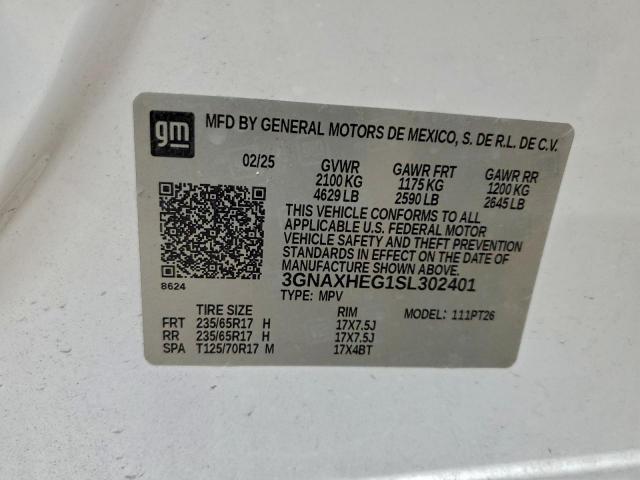 gm
MFD BY GENERAL MOTORS DE MEXICO, S. DE R.L. DE C.V.
02/25 GVWR GAWR FRT GAWR RR
2100 KG 1175 KG 1200 KG
4629 LB 2590 LB 2645 LB
THIS VEHICLE CONFORMS TO ALL
APPLICABLE U.S. FEDERAL MOTOR
VEHICLE SAFETY AND THEFT PREVENTION
STANDARDS IN EFFECT ON THE DATE
OF MANUFACTURE SHOWN ABOVE.
3GNAXHEG1SL302401
8624 TYPE: MPV
TIRE SIZE RIM MODEL: 111PT26
FRT 235/65R17 H 17X7.5J
RR 235/65R17 H 17X7.5J
SPA T125/70R17 M 17X4BT